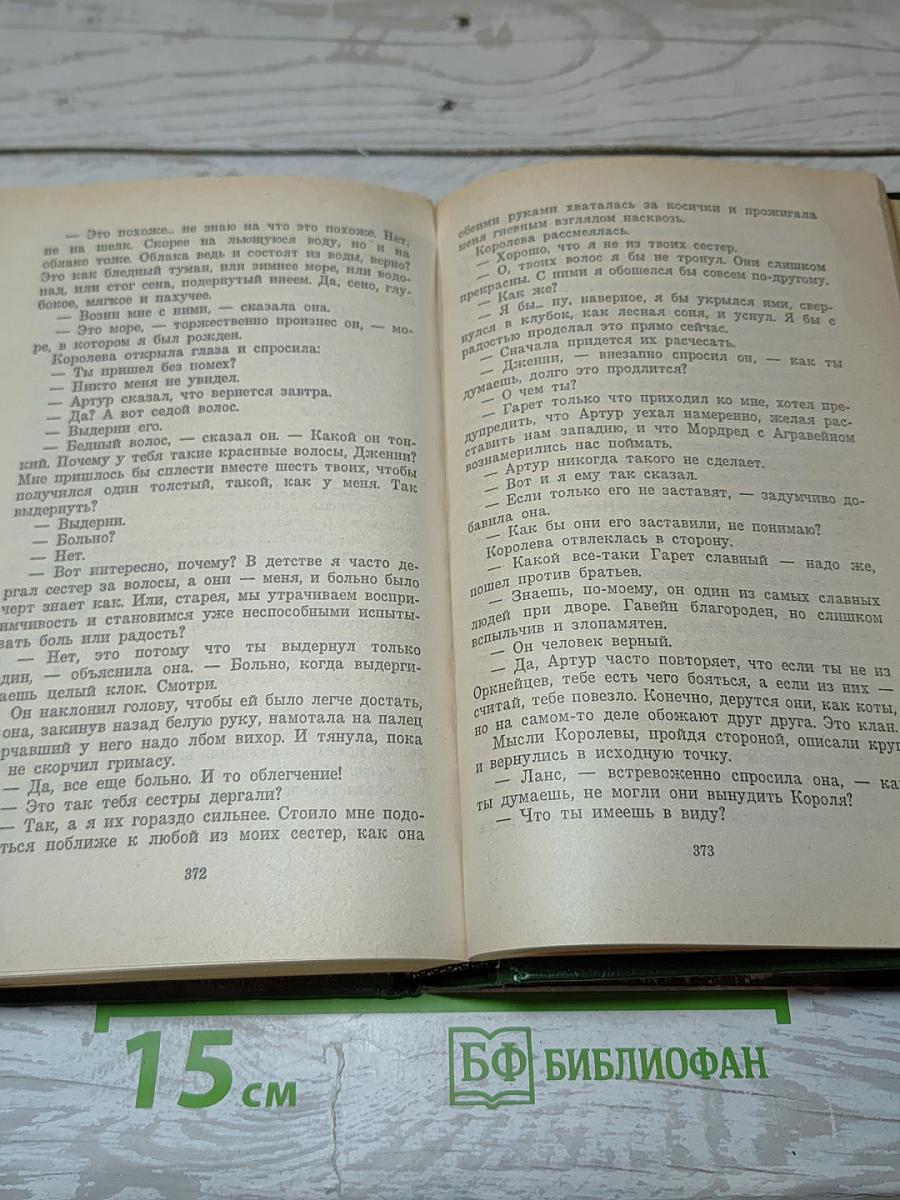 — Это похоже... не знаю на что это похоже. Нет,
не на шелк. Скорее на льющуюся воду, но и на
облако тоже. Облака ведь и состоят из воды, верно?
Это как бледный туман, или зимнее море, или водо-
пад, или стог сена, подернутый инеем. Да, сено, глу-
бокое, мягкое и пахучее.
— Возни мне с ними, — сказала она.
— Это море, — торжественно произнес он, — мо-
ре, в котором я был рожден.
Королева открыла глаза и спросила:
— Ты пришел без помех?
— Никто меня не увидел.
— Артур сказал, что вернется завтра.
— Да? А вот седой волос.
— Выдерни его.
— Бедный волос, — сказал он. — Какой он тон-
кий. Почему у тебя такие красивые волосы, Дженни?
Мне пришлось бы сплести вместе шесть твоих, чтобы
получился один толстый, такой, как у меня. Так
выдернуть?
— Выдерни.
— Больно?
— Нет.
— Вот интересно, почему? В детстве я часто де-
ргал сестер за волосы, а они — меня, и больно было
черт знает как. Или, старея, мы утрачиваем воспри-
имчивость и становимся уже неспособными испыты-
вать боль или радость?
— Нет, это потому что ты выдернул только
один, — объяснила она. — Больно, когда выдерги-
аешь целый клок. Смотри.
Он наклонил голову, чтобы ей было легче достать,
она, закинув назад белую руку, намотала на палец
рчавший у него надо лбом вихор. И тянула, пока
не скорчил гримасу.
— Да, все еще больно. И то облегчение!
— Это так тебя сестры дергали?
— Так, а я их гораздо сильнее. Стоило мне подо-
ться поближе к любой из моих сестер, как она
372
обеими руками хваталась за косички и прожигала
меня гневным взглядом насквозь.
Королева рассмеялась.
— Хорошо, что я не из твоих сестер.
— О, твоих волос я бы не тронул. Они слишком
прекрасны. С ними я обошелся бы совсем по-другому.
— Как же?
— Я бы... ну, наверное, я бы укрылся ими, свер-
нулся в клубок, как лесная соня, и уснул. Я бы с
радостью проделал это прямо сейчас.
— Сначала придется их расчесать.
— Дженни, — внезапно спросил он, — как ты
думаешь, долго это продлится?
— О чем ты?
— Гарет только что приходил ко мне, хотел пре-
дупредить, что Артур уехал намеренно, желая рас-
ставить нам западню, и что Мордред с Агравейном
вознамерились нас поймать.
— Артур никогда такого не сделает.
— Вот и я ему так сказал.
— Если только его не заставят, — задумчиво до-
бавила она.
— Как бы они его заставили, не понимаю?
Королева отвлеклась в сторону.
— Какой все-таки Гарет славный — надо же,
пошел против братьев.
— Знаешь, по-моему, он один из самых славных
людей при дворе. Гавейн благороден, но слишком
вспыльчив и злопамятен.
— Он человек верный.
— Да, Артур часто повторяет, что если ты не из
Оркнейцев, тебе есть чего бояться, а если из них —
считай, тебе повезло. Конечно, дерутся они, как коты,
но на самом-то деле обожают друг друга. Это клан.
Мысли Королевы, пройдя стороной, описали круг
и вернулись в исходную точку.
— Ланс, — встревоженно спросила она, — как
ты думаешь, не могли они вынудить Короля?
— Что ты имеешь в виду?
373
15 см
БФ БИБЛИОФАН